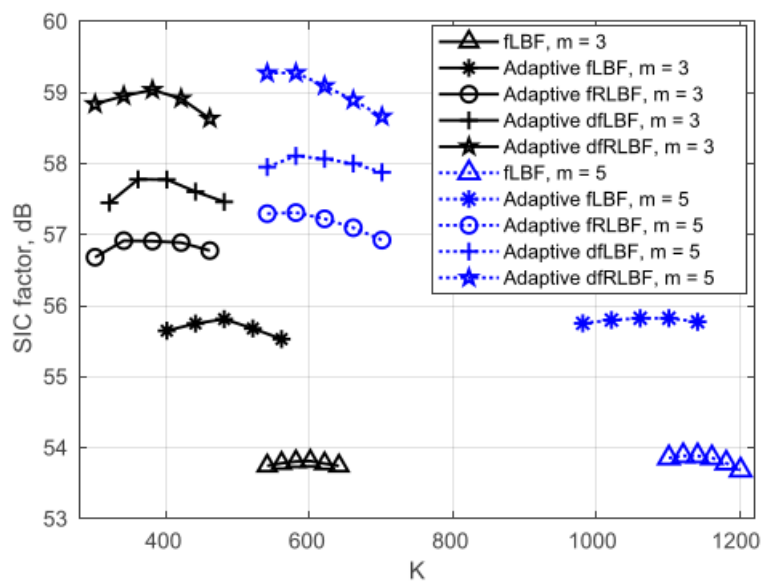 60
59
58
57
56
55
54
53
SIC factor, dB
400
600
800
1000
1200
K
fLBF, m = 3
Adaptive fLBF, m = 3
Adaptive fRLBF, m = 3
Adaptive dfLBF, m = 3
Adaptive dfRLBF, m = 3
fLBF, m = 5
Adaptive fLBF, m = 5
Adaptive fRLBF, m = 5
Adaptive dfLBF, m = 5
Adaptive dfRLBF, m = 5